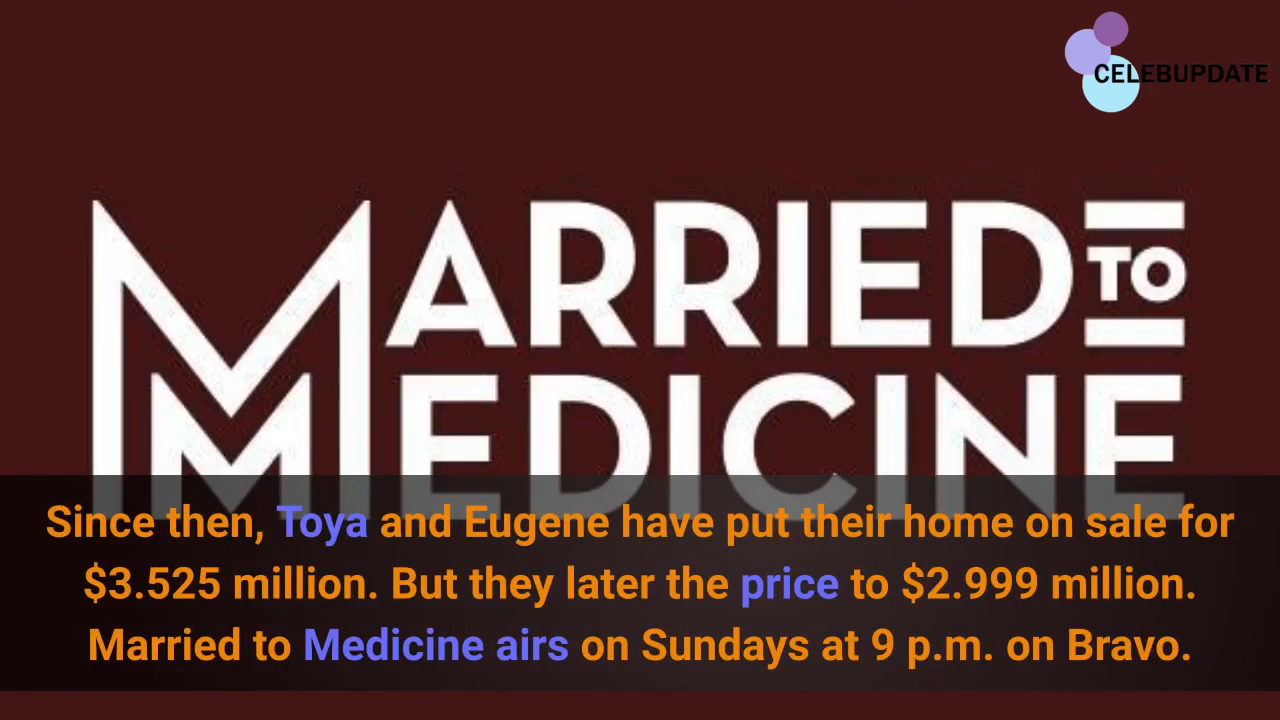 CELEBUPDATE
MARRIED TO
MEDICINE
Since then, Toya and Eugene have put their home on sale for
$3.525 million. But they later the price to $2.999 million.
Married to Medicine airs on Sundays at 9 p.m. on Bravo.